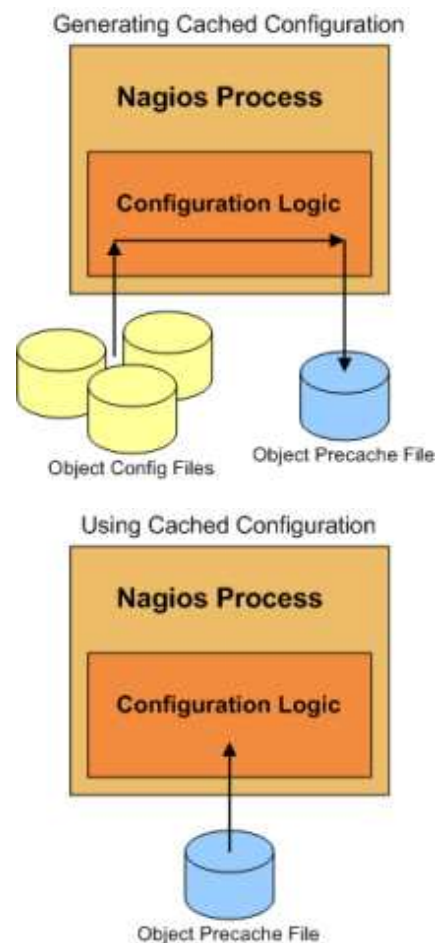 Generating Cached Configuration
Nagios Process
Configuration Logic
Object Config Files
Object Precache File
Using Cached Configuration
Nagios Process
Configuration Logic
Object Precache File